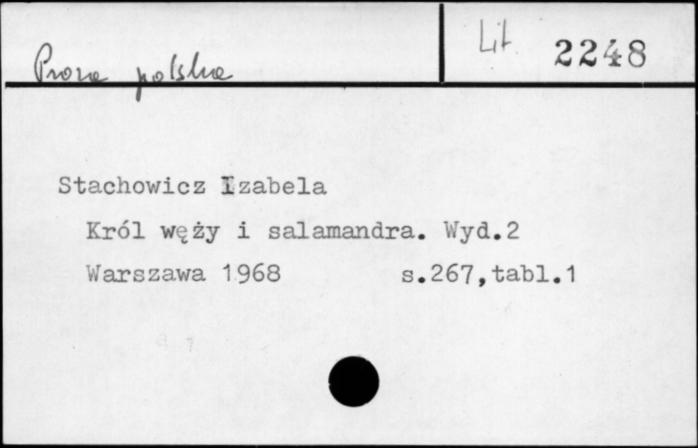 Proza polska
Lit. 2248
Stachowicz Izabela
Król węży i salamandra. Wyd.2
Warszawa 1968 s.267,tabl.1